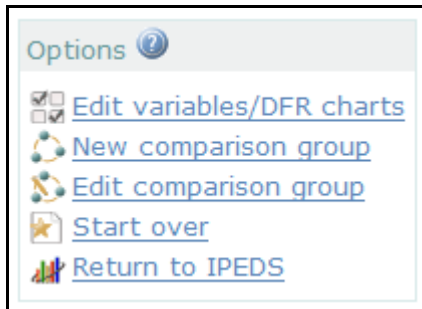 Options
Edit variables/DFR charts
New comparison group
Edit comparison group
Start over
Return to IPEDS